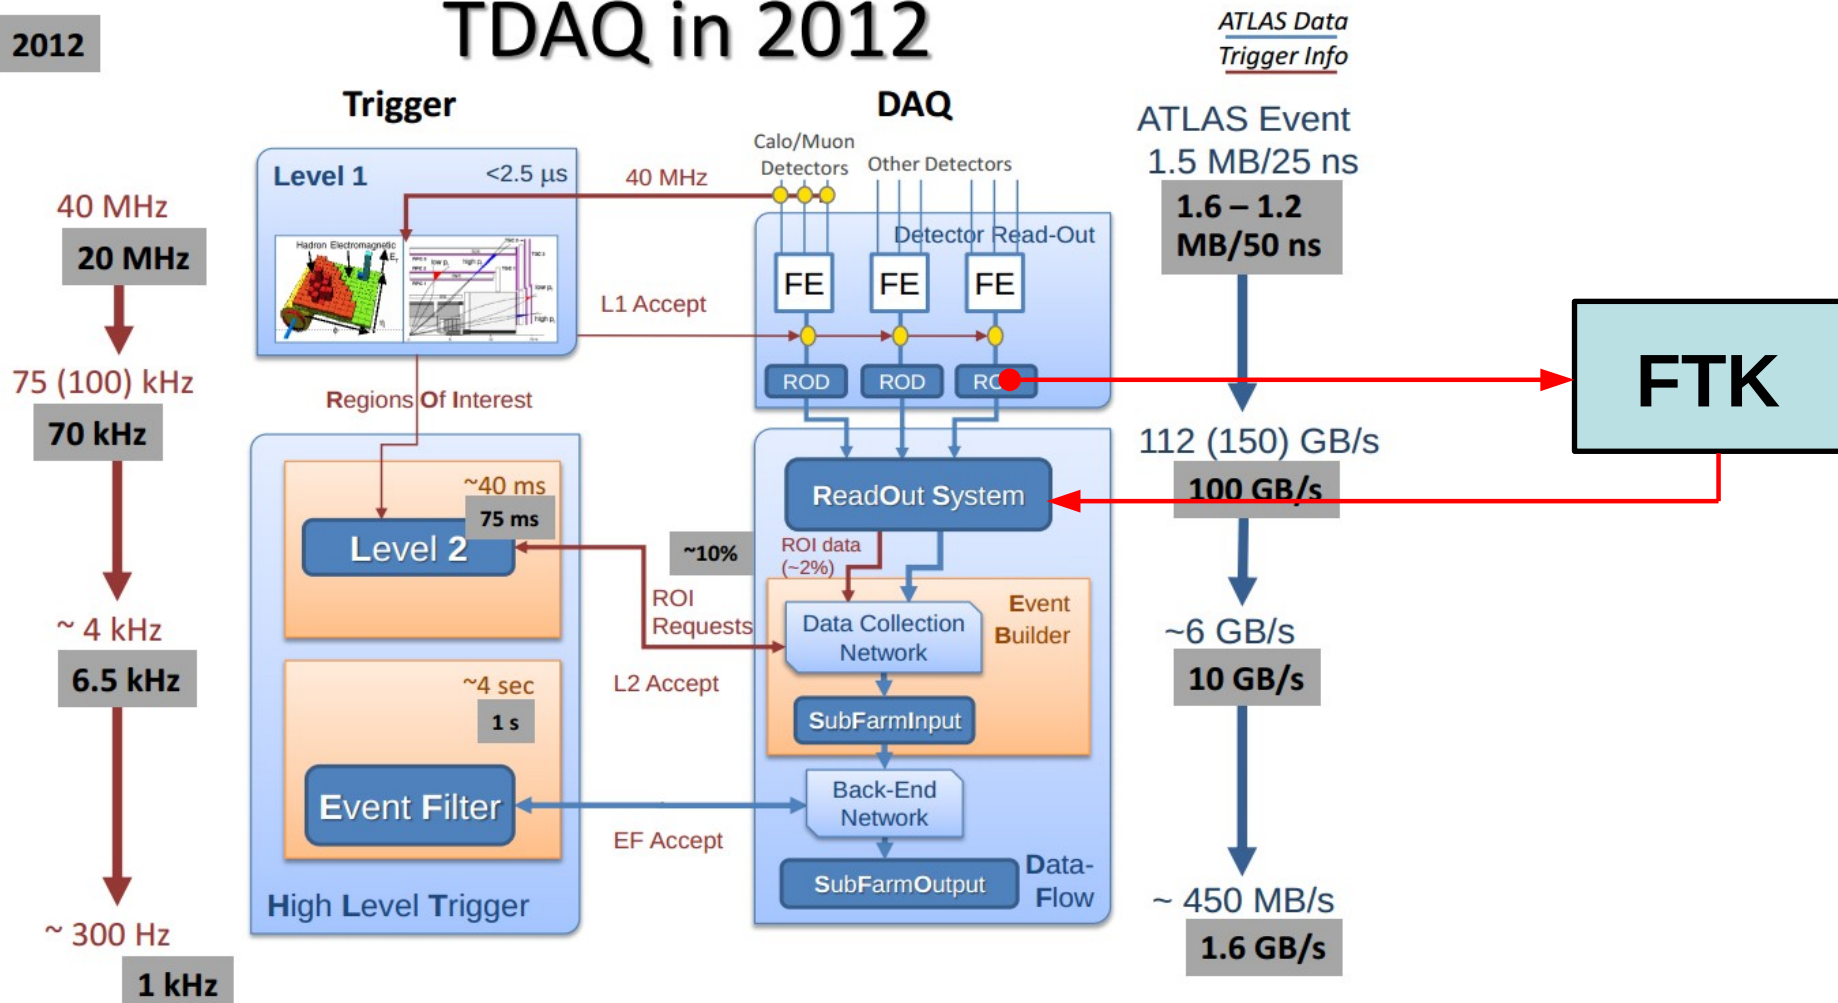 TDAQ in 2012
2012
ATLAS Data
Trigger Info
Trigger
DAQ
40 MHz
20 MHz
75 (100) kHz
70 kHz
~ 4 kHz
6.5 kHz
~ 300 Hz
1 kHz
Level 1
<2.5 µs
Hadron Electromagnetic
low p
high p
low p
high p
40 MHz
L1 Accept
Regions Of Interest
~40 ms
75 ms
Level 2
~4 sec
1 s
Event Filter
High Level Trigger
~10%
ROI
Requests
L2 Accept
EF Accept
Calo/Muon
Detectors
Other Detectors
Detector Read-Out
FE
FE
FE
ROD
ROD
ReadOut System
ROI data
(~2%)
Event
Builder
Data Collection
Network
SubFarmInput
Back-End
Network
SubFarmOutput
Data-
Flow
ATLAS Event
1.5 MB/25 ns
1.6 – 1.2
MB/50 ns
112 (150) GB/s
100 GB/s
~6 GB/s
10 GB/s
~ 450 MB/s
1.6 GB/s
FTK